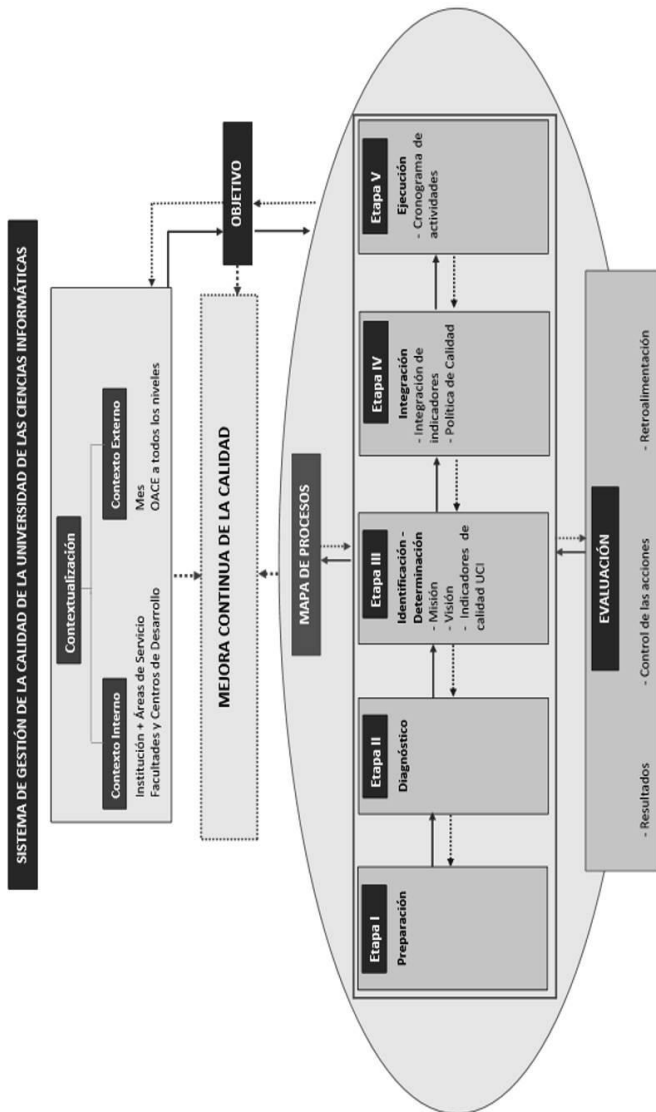 SISTEMA DE GESTIÓN DE LA CALIDAD DE LA UNIVERSIDAD DE LAS CIENCIAS INFORMÁTICAS
Contextualización
Contexto Interno
Institución + Áreas de Servicio
Facultades y Centros de Desarrollo
Contexto Externo
Mes
OACE a todos los niveles
OBJETIVO
MEJORA CONTINUA DE LA CALIDAD
MAPA DE PROCESOS
Etapa I
Preparación
Etapa II
Diagnóstico
Etapa III
Identificación –
Determinación
- Misión
- Visión
- Indicadores de
calidad UCI
Etapa IV
Integración
- Integración de
indicadores
- Política de Calidad
Etapa V
Ejecución
- Cronograma de
actividades
EVALUACIÓN
- Resultados
- Control de las acciones
- Retroalimentación